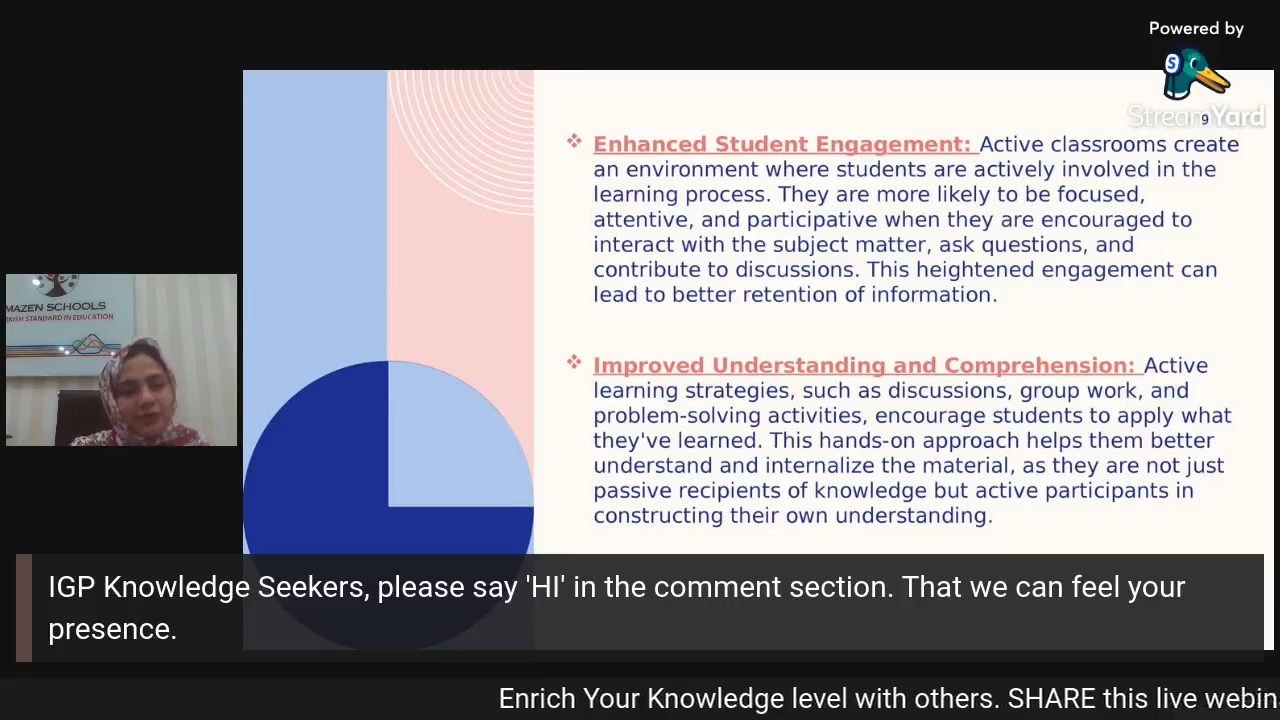 Powered by
StreamYard
9
❖ Enhanced Student Engagement: Active classrooms create
an environment where students are actively involved in the
learning process. They are more likely to be focused,
attentive, and participative when they are encouraged to
interact with the subject matter, ask questions, and
contribute to discussions. This heightened engagement can
lead to better retention of information.
❖ Improved Understanding and Comprehension: Active
learning strategies, such as discussions, group work, and
problem-solving activities, encourage students to apply what
they've learned. This hands-on approach helps them better
understand and internalize the material, as they are not just
passive recipients of knowledge but active participants in
constructing their own understanding.
MAZEN SCHOOLS
STANDARD IN EDUCATION
IGP Knowledge Seekers, please say 'HI' in the comment section. That we can feel your
presence.
Enrich Your Knowledge level with others. SHARE this live webin